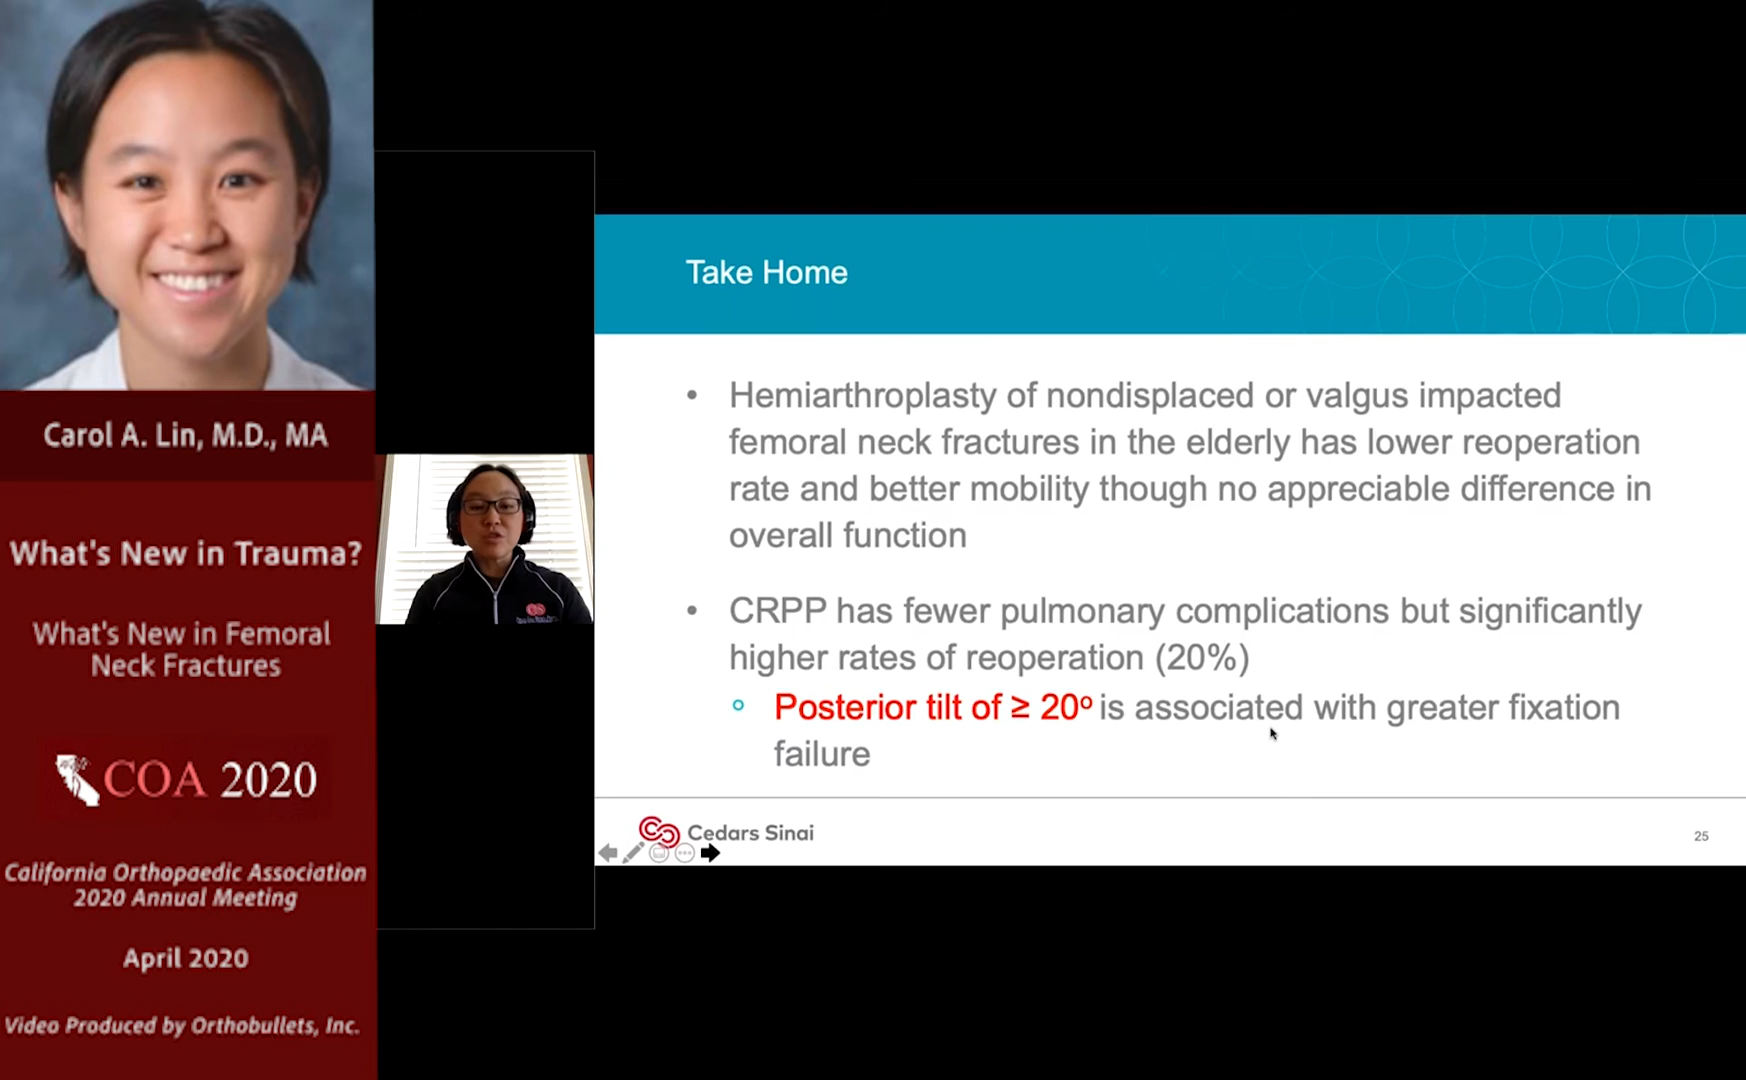 Carol A. Lin, M.D., MA
What's New in Trauma?
What's New in Femoral
Neck Fractures
COA 2020
California Orthopaedic Association
2020 Annual Meeting
April 2020
Video Produced by Orthobullets, Inc.
Take Home
• Hemiarthroplasty of nondisplaced or valgus impacted
femoral neck fractures in the elderly has lower reoperation
rate and better mobility though no appreciable difference in
overall function
• CRPP has fewer pulmonary complications but significantly
higher rates of reoperation (20%)
Posterior tilt of ≥ 20º is associated with greater fixation
failure
Cedars Sinai
25